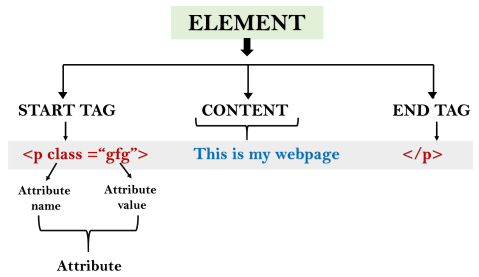 ELEMENT
START TAG CONTENT END TAG
<p class =“gfg”> This is my webpage </p>
Attribute name Attribute value
Attribute